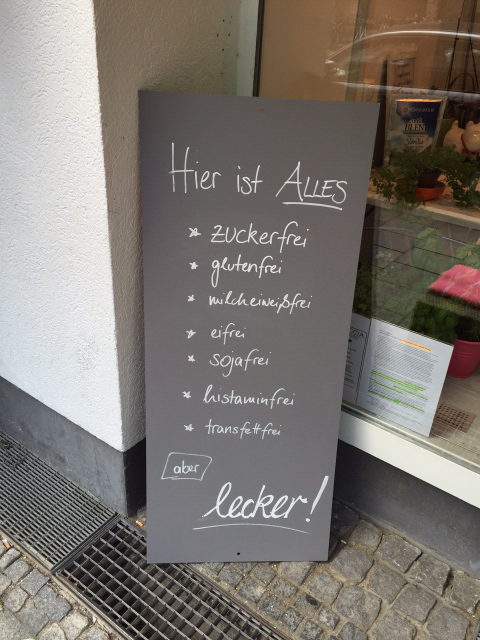 Hier ist ALLES
* zuckerfrei
* glutenfrei
* milcheiweißfrei
* eifrei
* sojafrei
* histaminfrei
* transfettfrei
aber
lecker!